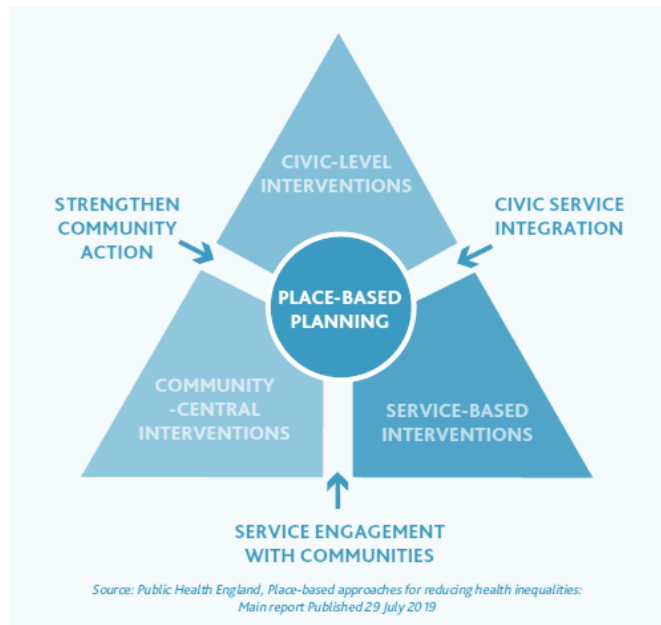 CIVIC-LEVEL
INTERVENTIONS
STRENGTHEN
COMMUNITY
ACTION
CIVIC SERVICE
INTEGRATION
PLACE-BASED
PLANNING
COMMUNITY
-CENTRAL
INTERVENTIONS
SERVICE-BASED
INTERVENTIONS
SERVICE ENGAGEMENT
WITH COMMUNITIES
Source: Public Health England, Place-based approaches for reducing health inequalities:
Main report Published 29 July 2019